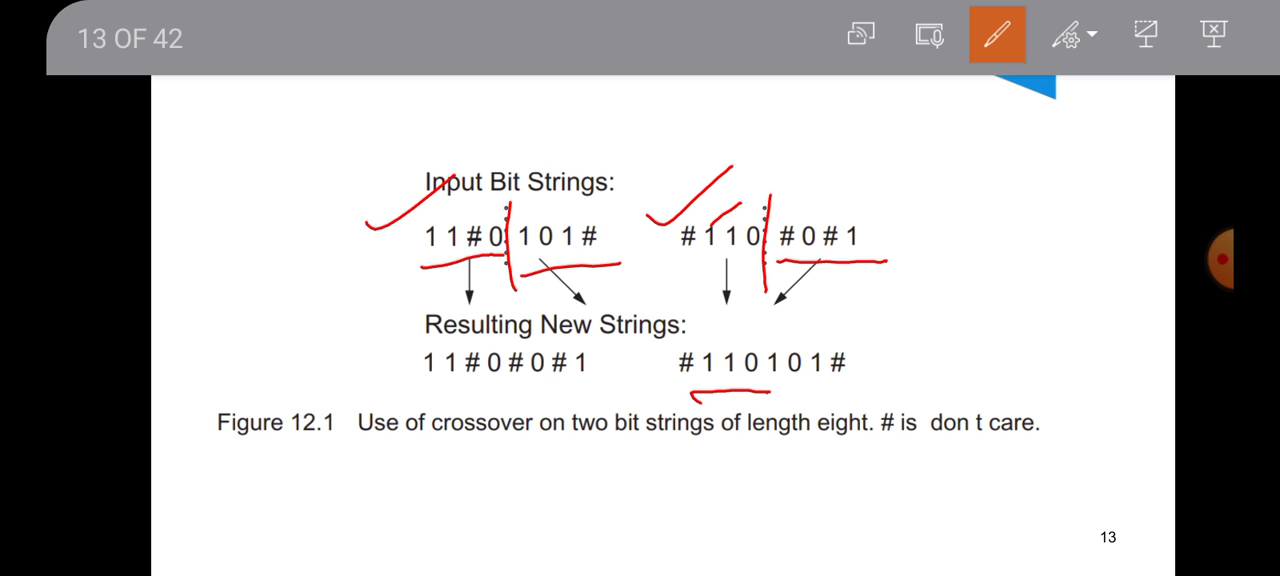 13 OF 42
Input Bit Strings:
1 1 # 0 1 0 1 # # 1 1 0 # 0 # 1
Resulting New Strings:
1 1 # 0 # 0 # 1 # 1 1 0 1 0 1 #
Figure 12.1 Use of crossover on two bit strings of length eight. # is don t care.
13